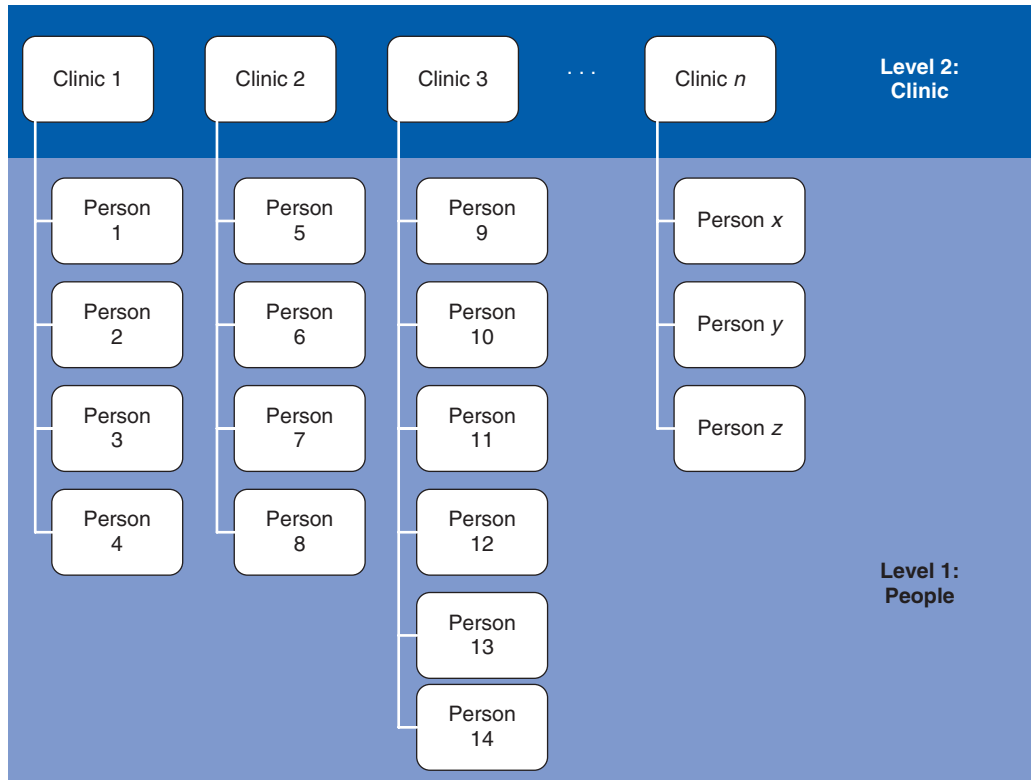 Clinic 1
Clinic 2
Clinic 3
. . .
Clinic n
Level 2:
Clinic
Person
1
Person
5
Person
9
Person x
Person
2
Person
6
Person
10
Person y
Person
3
Person
7
Person
11
Person z
Person
4
Person
8
Person
12
Level 1:
People
Person
13
Person
14